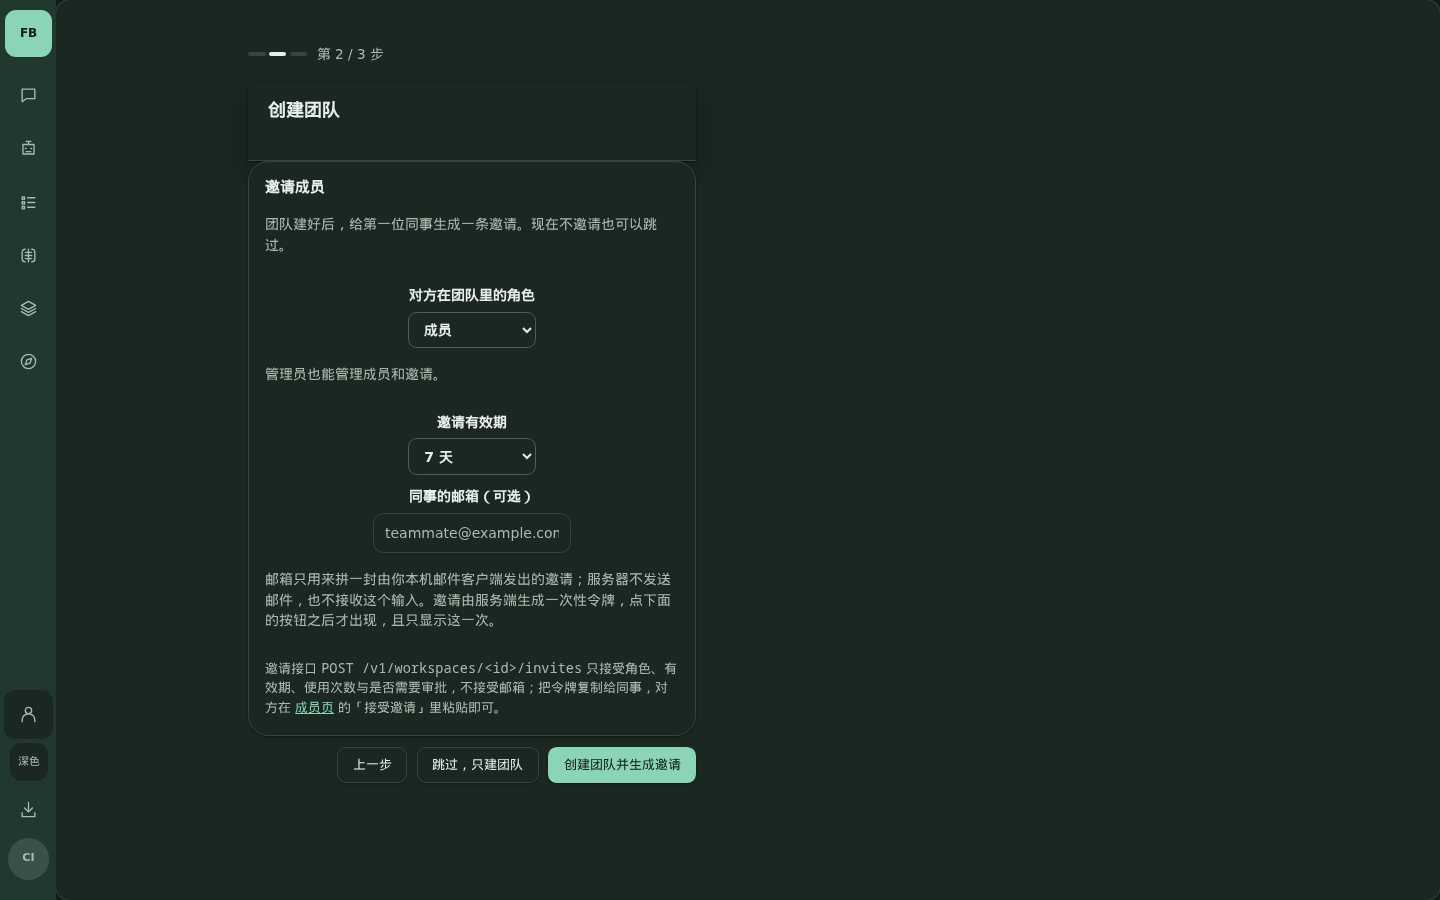 FB
第 2 / 3 步
创建团队
邀请成员
团队建好后，给第一位同事生成一条邀请。现在不邀请也可以跳
过。
对方在团队里的角色
成员
管理员也能管理成员和邀请。
邀请有效期
7 天
同事的邮箱（可选）
teammate@example.com
邮箱只用来拼一封由你本机邮件客户端发出的邀请；服务器不发送
邮件，也不接收这个输入。邀请由服务端生成一次性令牌，点下面
的按钮之后才出现，且只显示这一次。
邀请接口 POST /v1/workspaces/<id>/invites 只接受角色、有
效期、使用次数与是否需要审批，不接受邮箱；把令牌复制给同事，对
方在 成员页 的「接受邀请」里粘贴即可。
上一步
跳过，只建团队
创建团队并生成邀请
深色
CI